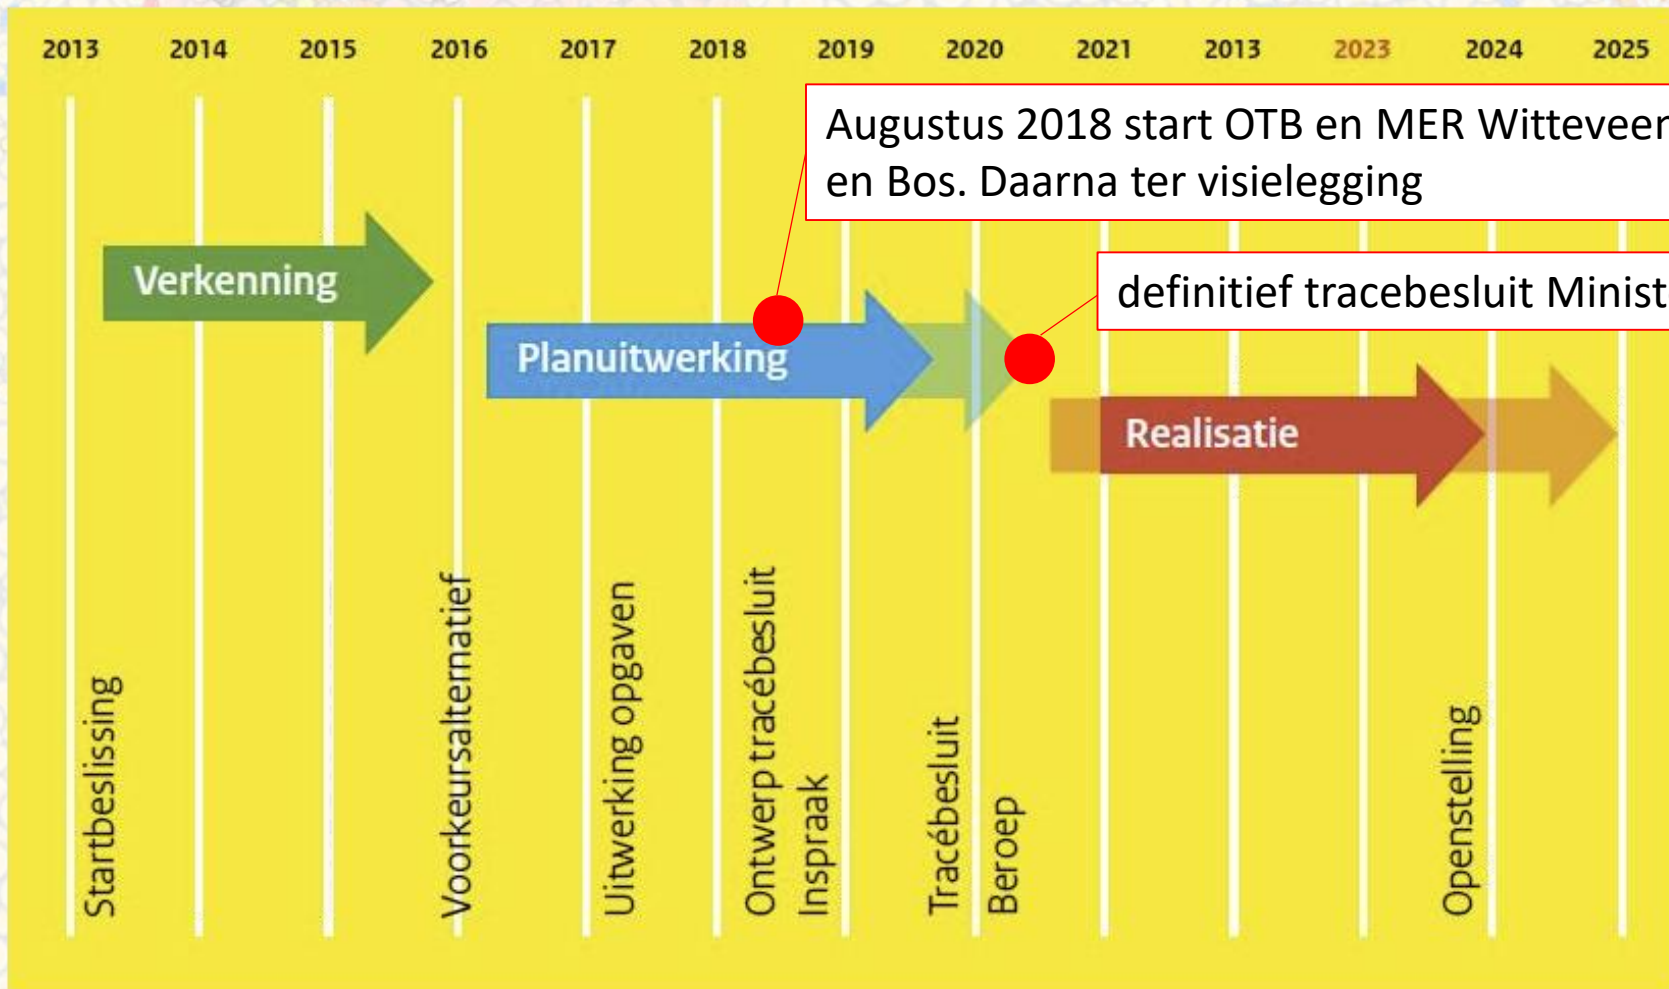 2013 2014 2015 2016 2017 2018 2019 2020 2021 2013 2023 2024 2025
Augustus 2018 start OTB en MER Witteveen
en Bos. Daarna ter visielegging
definitief tracebesluit Minist
Verkenning
Planuitwerking
Realisatie
Startbeslissing
Voorkeursalternatief
Uitwerking opgaven
Ontwerp tracébesluit
Inspraak
Tracébesluit
Beroep
Openstelling